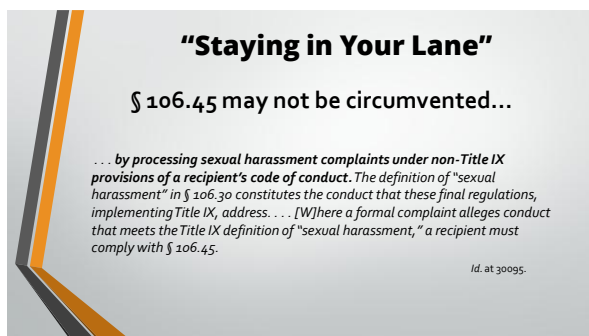 “Staying in Your Lane”
§ 106.45 may not be circumvented…
. . . by processing sexual harassment complaints under non-Title IX
provisions of a recipient’s code of conduct. The definition of “sexual
harassment” in § 106.30 constitutes the conduct that these final regulations,
implementing Title IX, address. . . . [W]here a formal complaint alleges conduct
that meets the Title IX definition of “sexual harassment,” a recipient must
comply with § 106.45.
Id. at 30095.